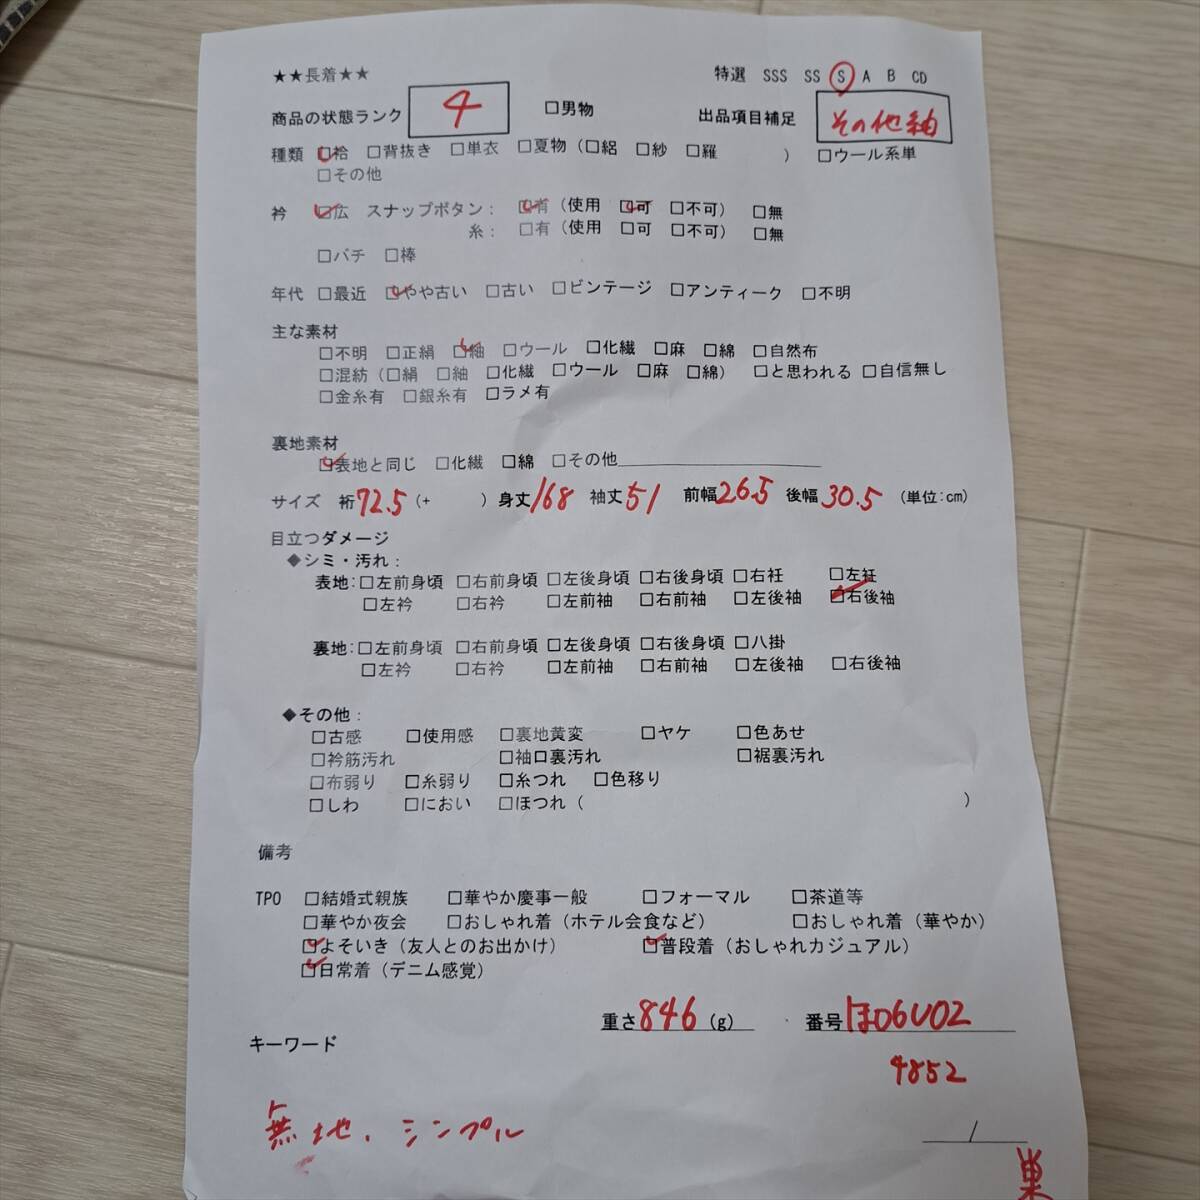 ★★長着★★ 特選 SSS SS S A B CD
商品の状態ランク 4 □男物 出品項目補足 その他紬
種類 □袷 □背抜き □単衣 □夏物（□絽 □紗 □羅 ） □ウール系単
□その他
衿 □広 スナップボタン： □有（使用 □可 □不可） □無
糸： □有（使用 □可 □不可） □無
□バチ □棒
年代 □最近 □やや古い □古い □ビンテージ □アンティーク □不明
主な素材
□不明 □正絹 □紬 □ウール □化繊 □麻 □綿 □自然布
□混紡（□絹 □紬 □化繊 □ウール □麻 □綿） □と思われる □自信無し
□金糸有 □銀糸有 □ラメ有
裏地素材
□表地と同じ □化繊 □綿 □その他
サイズ 裄72.5(+ ) 身丈168 袖丈51 前幅26.5 後幅30.5 (単位:cm)
目立つダメージ
◆シミ・汚れ：
表地:□左前身頃 □右前身頃 □左後身頃 □右後身頃 □右衽 □左衽
□左衿 □右衿 □左前袖 □右前袖 □左後袖 □右後袖
裏地:□左前身頃 □右前身頃 □左後身頃 □右後身頃 □八掛
□左衿 □右衿 □左前袖 □右前袖 □左後袖 □右後袖
◆その他：
□古感 □使用感 □裏地黄変 □ヤケ □色あせ
□衿筋汚れ □袖口裏汚れ □裾裏汚れ
□布弱り □糸弱り □糸つれ □色移り
□しわ □におい □ほつれ（ ）
備考
TPO □結婚式親族 □華やか慶事一般 □フォーマル □茶道等
□華やか夜会 □おしゃれ着（ホテル会食など） □おしゃれ着（華やか）
□よそいき（友人とのお出かけ） □普段着（おしゃれカジュアル）
□日常着（デニム感覚）
重さ846(g) 番号ほ06U02
キーワード
4852
無地、シンプル
/
巣